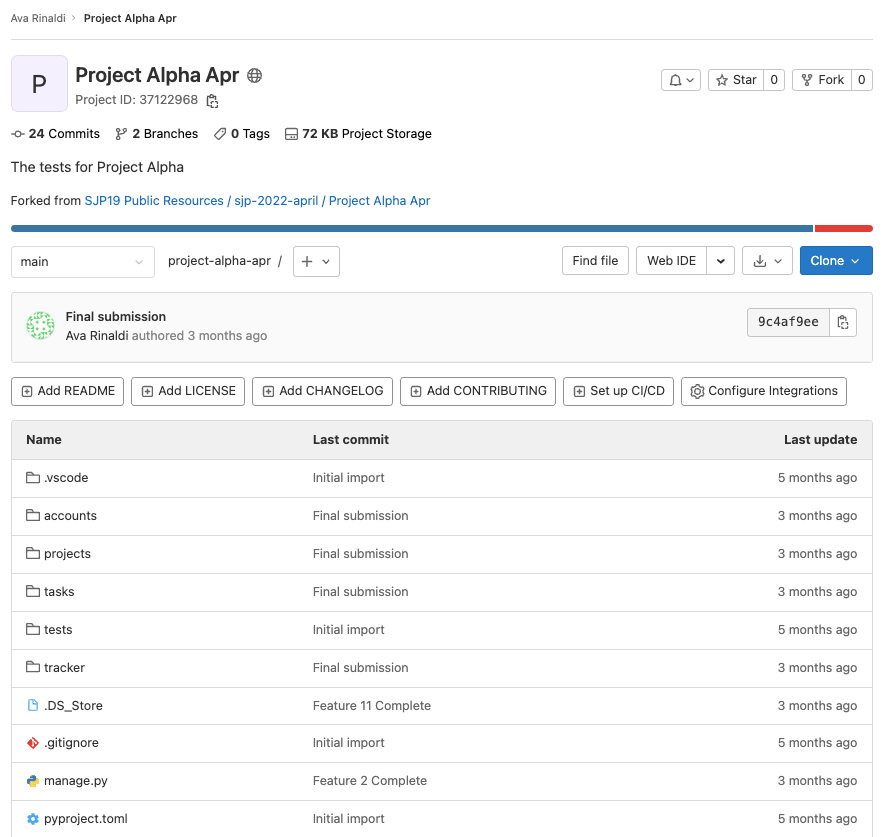 Ava Rinaldi > Project Alpha Apr
P
Project Alpha Apr
Project ID: 37122968
Star 0
Fork 0
24 Commits 2 Branches 0 Tags 72 KB Project Storage
The tests for Project Alpha
Forked from SJP19 Public Resources / sjp-2022-april / Project Alpha Apr
main project-alpha-apr / + Find file Web IDE Clone
Final submission
Ava Rinaldi authored 3 months ago
9c4af9ee
Add README Add LICENSE Add CHANGELOG Add CONTRIBUTING Set up CI/CD Configure Integrations
Name Last commit Last update
.vscode Initial import 5 months ago
accounts Final submission 3 months ago
projects Final submission 3 months ago
tasks Final submission 3 months ago
tests Initial import 5 months ago
tracker Final submission 3 months ago
.DS_Store Feature 11 Complete 3 months ago
.gitignore Initial import 5 months ago
manage.py Feature 2 Complete 3 months ago
pyproject.toml Initial import 5 months ago